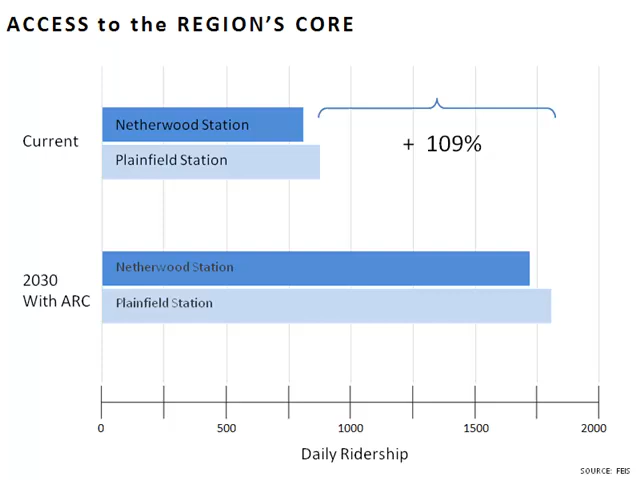 ACCESS to the REGION'S CORE
Current
Netherwood Station
Plainfield Station
+ 109%
2030
With ARC
Netherwood Station
Plainfield Station
0 500 1000 1500 2000
Daily Ridership
SOURCE: FEIS